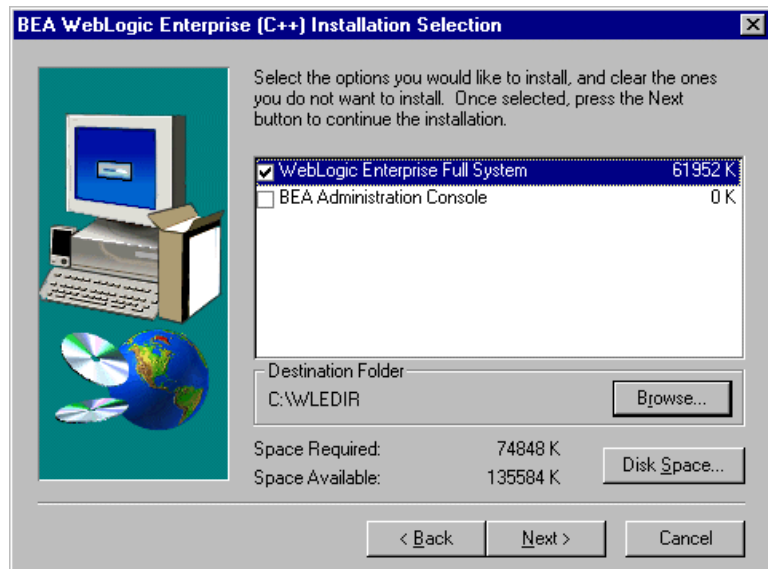 BEA WebLogic Enterprise (C++) Installation Selection
Select the options you would like to install, and clear the ones
you do not want to install. Once selected, press the Next
button to continue the installation.
WebLogic Enterprise Full System 61952 K
BEA Administration Console 0 K
Destination Folder
C:\WLEDIR
Browse...
Space Required: 74848 K
Space Available: 135584 K
Disk Space...
< Back
Next >
Cancel